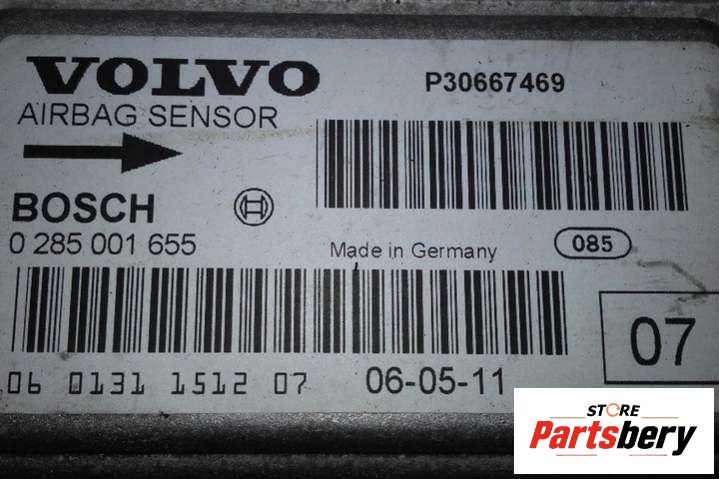 VOLVO
P30667469
AIRBAG SENSOR
BOSCH
0 285 001 655
Made in Germany
085
07
06 0131 1512 07
06-05-11
STORE
Partsbery